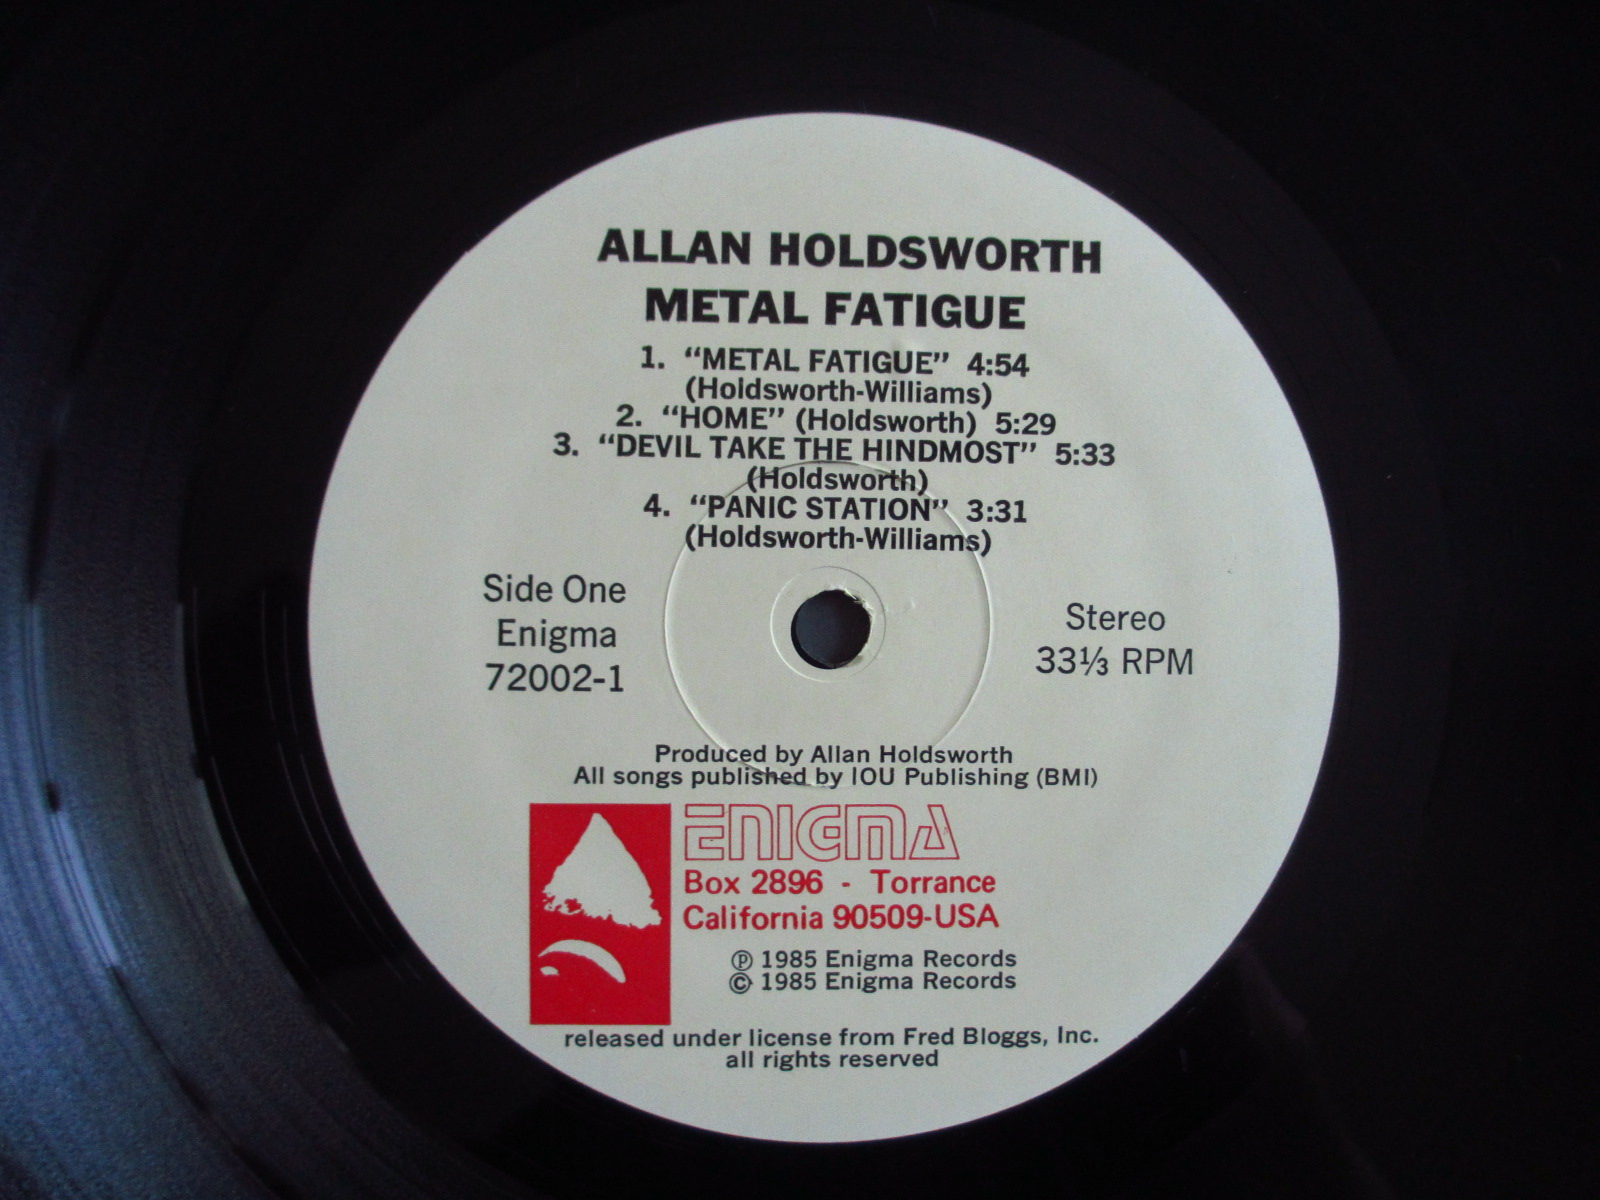 ALLAN HOLDSWORTH
METAL FATIGUE
1. “METAL FATIGUE” 4:54
(Holdsworth-Williams)
2. “HOME” (Holdsworth) 5:29
3. “DEVIL TAKE THE HINDMOST” 5:33
(Holdsworth)
4. “PANIC STATION” 3:31
(Holdsworth-Williams)
Side One
Enigma
72002-1
Stereo
33⅓ RPM
Produced by Allan Holdsworth
All songs published by IOU Publishing (BMI)
ENIGMA
Box 2896 - Torrance
California 90509-USA
℗ 1985 Enigma Records
© 1985 Enigma Records
released under license from Fred Bloggs, Inc.
all rights reserved